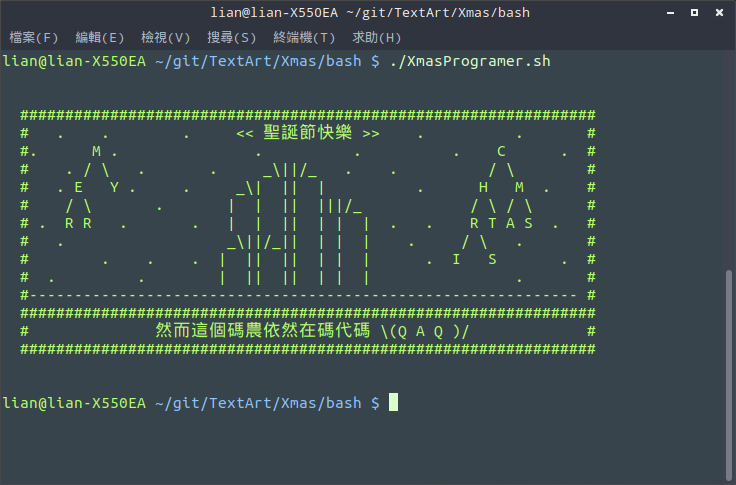 lian@lian-X550EA ~/git/TextArt/Xmas/bash
檔案(F) 編輯(E) 檢視(V) 搜尋(S) 終端機(T) 求助(H)
lian@lian-X550EA ~/git/TextArt/Xmas/bash $ ./XmasProgramer.sh
################################################################
#   .    .        .     << 聖誕節快樂 >>    .          .       #
#.      M .               .          .          .    C      .  #
#    . / \   .       .     _\||/_   .    .          / \        #
#  . E   Y .     .     _\|  ||  |          .      H   M  .    #
#    / \       .       |  |  ||  |||/_            / \ / \      #
# .  R R   .       .   |  |  ||  | |  |  .   .    R T A S  .   #
#   .                  _\||/_||  | |  |    .     / \   .       #
#        .    .    .  |  ||  ||  | |  |      .  I   S       .  #
#  .         .        |  ||  ||  | |  |                .       #
#------------------------------------------------------------- #
################################################################
#              然而這個碼農依然在碼代碼 \(Q A Q )/             #
################################################################
lian@lian-X550EA ~/git/TextArt/Xmas/bash $